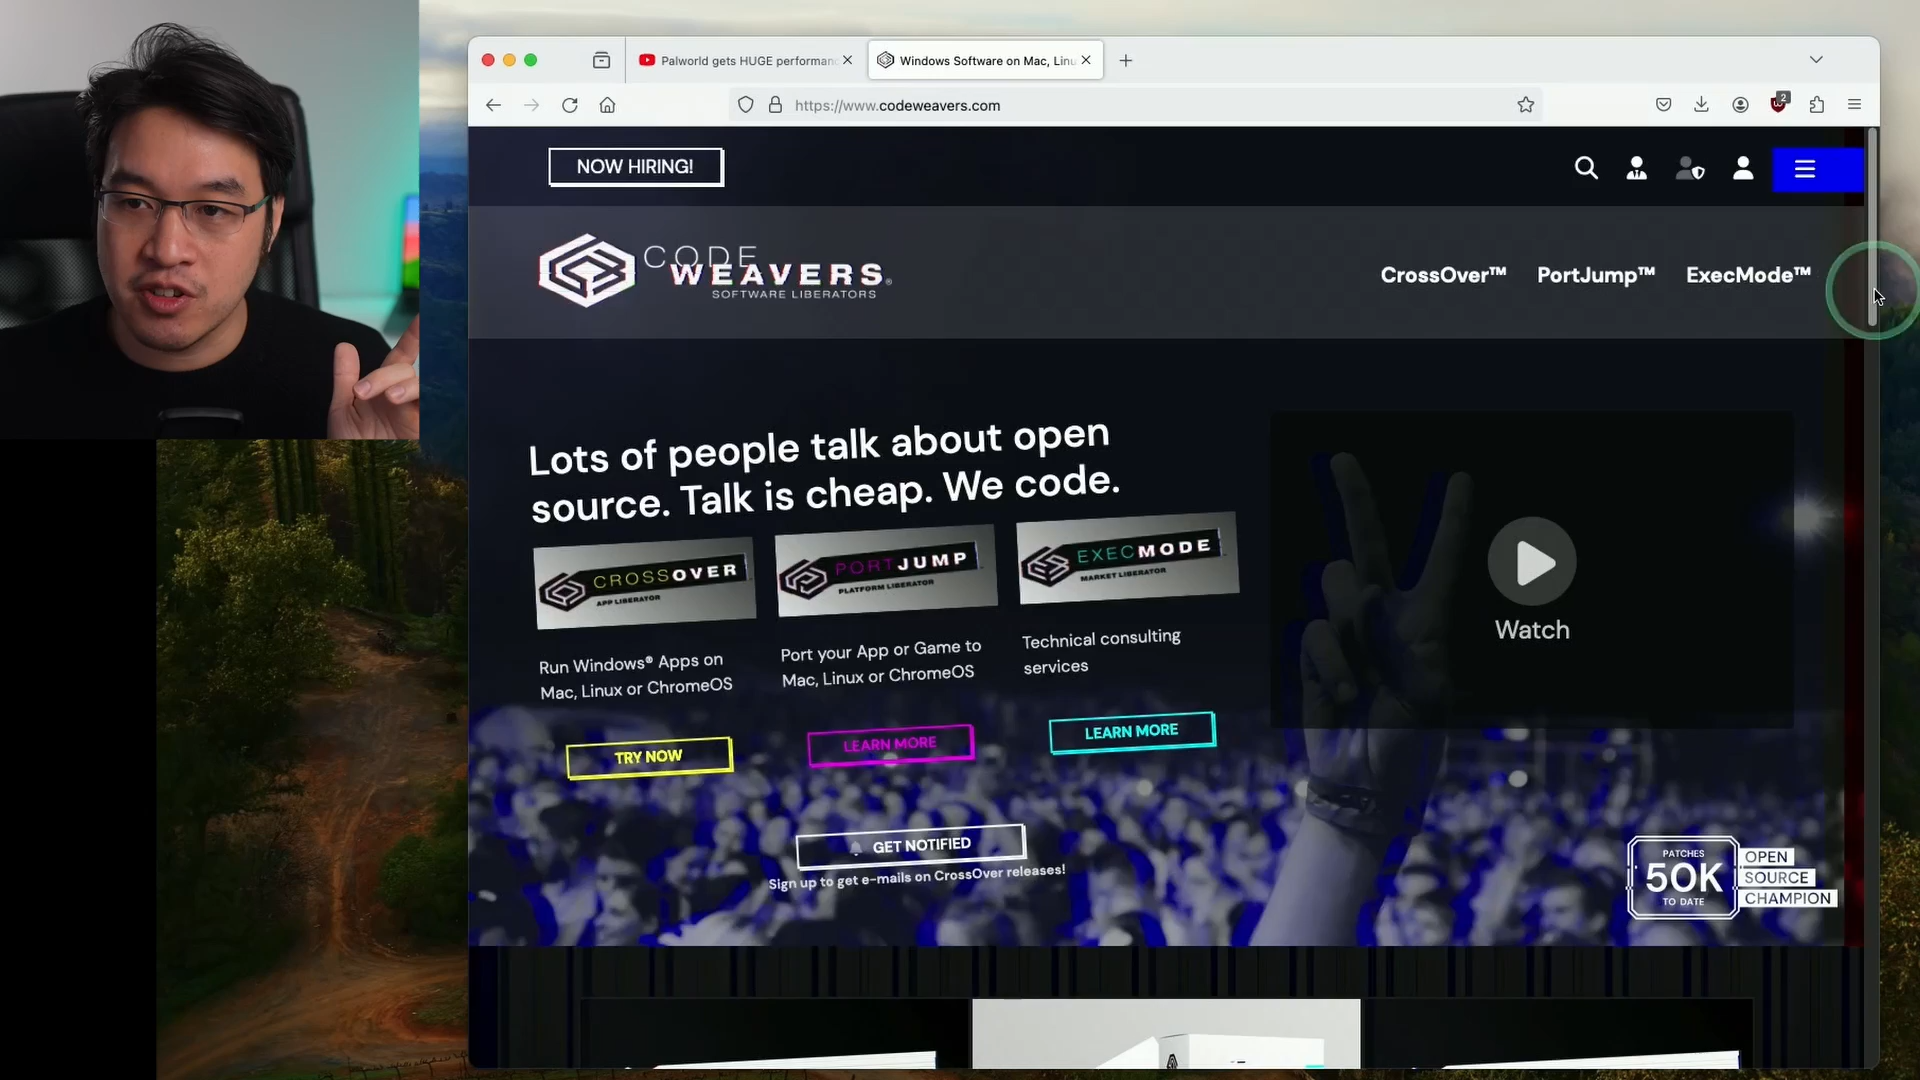 Palworld gets HUGE performan
Windows Software on Mac, Linu
https://www.codeweavers.com
2
NOW HIRING!
CODE
WEAVERS®
SOFTWARE LIBERATORS
CrossOver™ PortJump™ ExecMode™
Lots of people talk about open
source. Talk is cheap. We code.
CROSSOVER
APP LIBERATOR
PORTJUMP
PLATFORM LIBERATOR
EXECMODE
MARKET LIBERATOR
Run Windows® Apps on
Mac, Linux or ChromeOS
Port your App or Game to
Mac, Linux or ChromeOS
Technical consulting
services
TRY NOW
LEARN MORE
LEARN MORE
Watch
GET NOTIFIED
Sign up to get e-mails on CrossOver releases!
PATCHES
50K
TO DATE
OPEN
SOURCE
CHAMPION